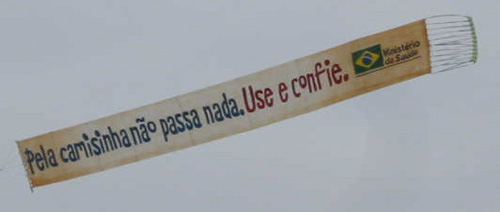 Pela camisinha não passa nada. Use e confie.
Ministério
da Saúde